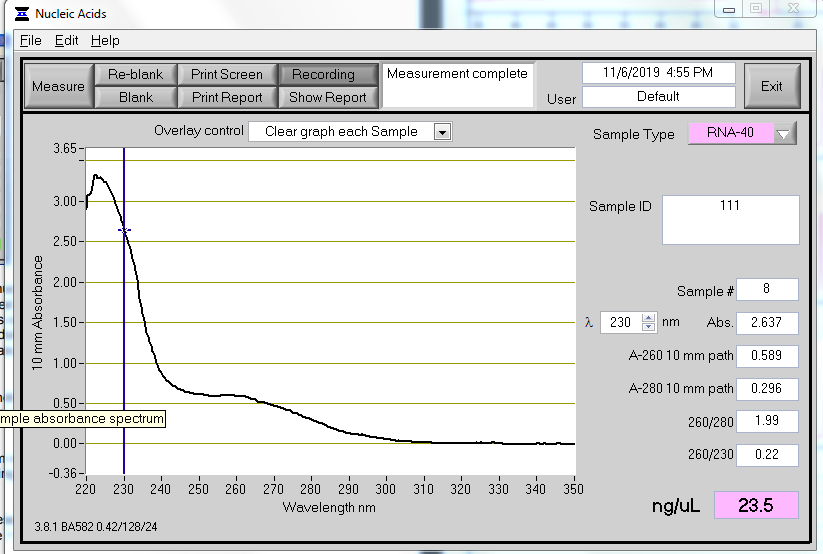 Nucleic Acids
File Edit Help
Measure
Re-blank Print Screen Recording
Blank Print Report Show Report
Measurement complete
11/6/2019 4:55 PM
User Default
Exit
Overlay control Clear graph each Sample
Sample Type RNA-40
Sample ID 111
Sample # 8
λ 230 nm Abs. 2.637
A-260 10 mm path 0.589
A-280 10 mm path 0.296
260/280 1.99
260/230 0.22
ng/uL 23.5
10 mm Absorbance
3.65
3.00
2.50
2.00
1.50
1.00
0.50
0.00
-0.36
mple absorbance spectrum
220 230 240 250 260 270 280 290 300 310 320 330 340 350
Wavelength nm
3.8.1 BA582 0.42/128/24